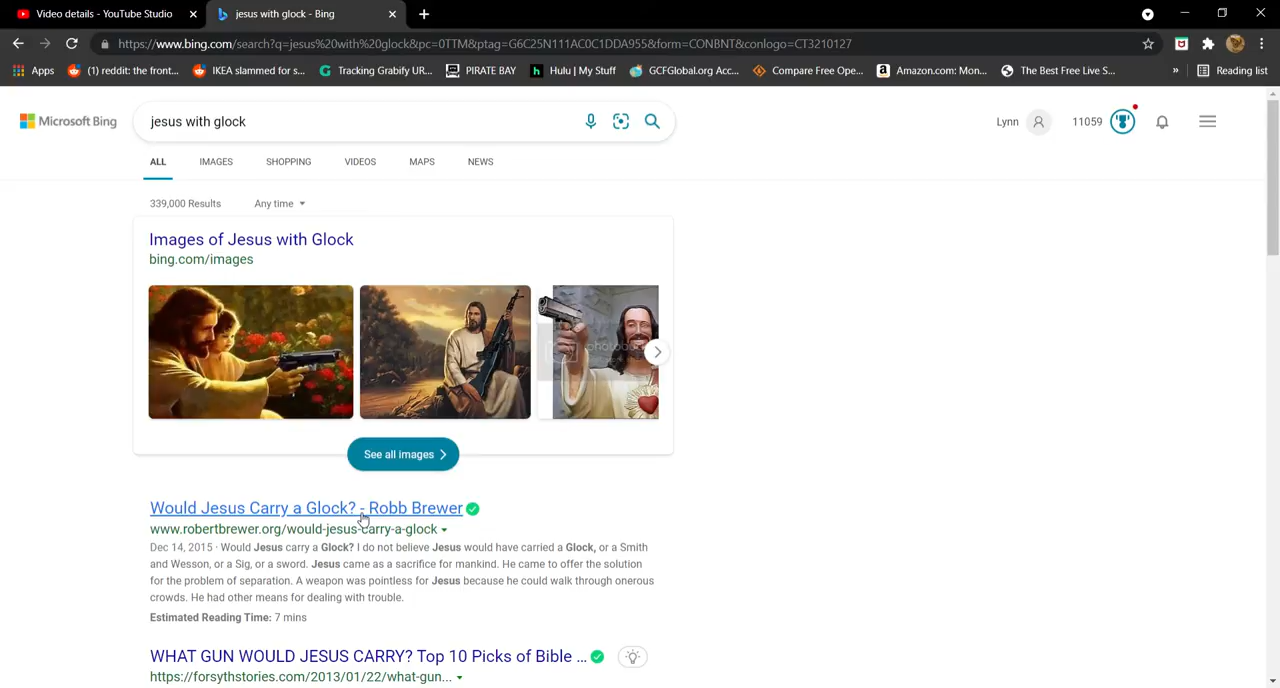 Video details - YouTube Studio
jesus with glock - Bing
https://www.bing.com/search?q=jesus%20with%20glock&pc=0TTM&ptag=G6C25N111AC0C1DDA955&form=CONBNT&conlogo=CT3210127
Apps (1) reddit: the front... IKEA slammed for s... Tracking Grabify UR... PIRATE BAY Hulu | My Stuff GCFGlobal.org Acc... Compare Free Ope... Amazon.com: Mon... The Best Free Live S... » Reading list
Microsoft Bing
jesus with glock
Lynn
11059
ALL IMAGES SHOPPING VIDEOS MAPS NEWS
339,000 Results Any time
Images of Jesus with Glock
bing.com/images
See all images
Would Jesus Carry a Glock? - Robb Brewer
www.robertbrewer.org/would-jesus-carry-a-glock
Dec 14, 2015 · Would Jesus carry a Glock? I do not believe Jesus would have carried a Glock, or a Smith
and Wesson, or a Sig, or a sword. Jesus came as a sacrifice for mankind. He came to offer the solution
for the problem of separation. A weapon was pointless for Jesus because he could walk through onerous
crowds. He had other means for dealing with trouble.
Estimated Reading Time: 7 mins
WHAT GUN WOULD JESUS CARRY? Top 10 Picks of Bible ...
https://forsythstories.com/2013/01/22/what-gun...